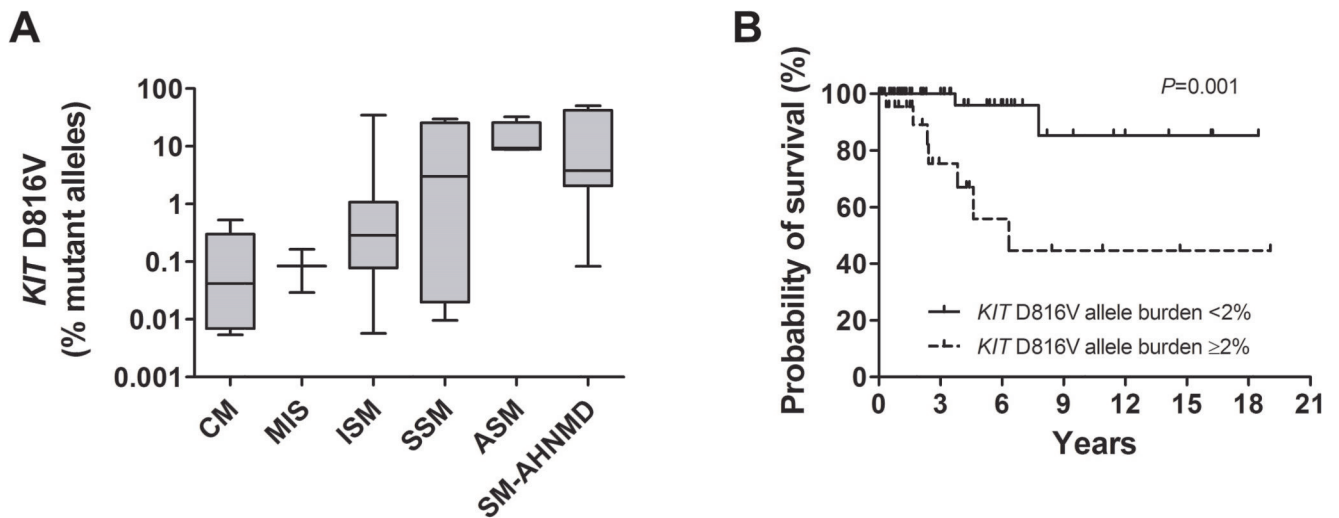 A
KIT D816V
(% mutant alleles)
100
10
1
0.1
0.01
0.001
CM
MIS
ISM
SSM
ASM
SM-AHNMD
B
Probability of survival (%)
100
80
60
40
20
0
P=0.001
KIT D816V allele burden <2%
KIT D816V allele burden ≥2%
0 3 6 9 12 15 18 21
Years